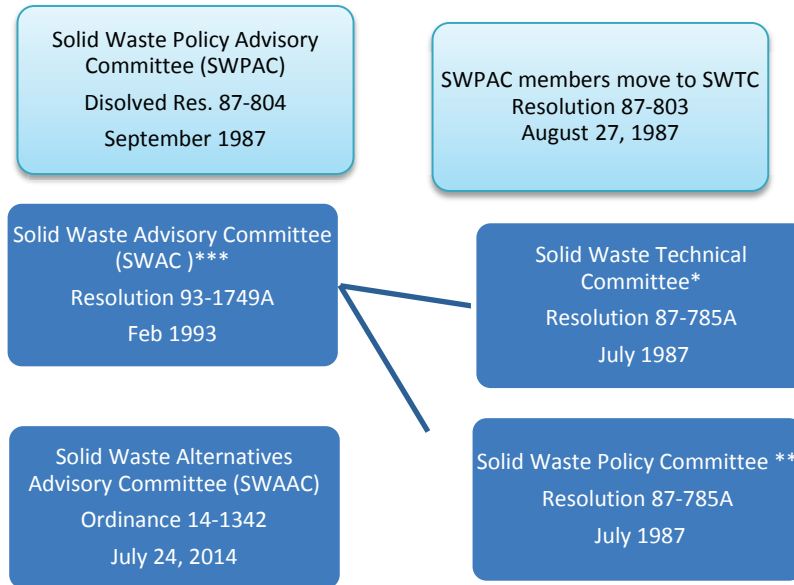 Solid Waste Policy Advisory
Committee (SWPAC)
Disolved Res. 87-804
September 1987
SWPAC members move to SWTC
Resolution 87-803
August 27, 1987
Solid Waste Advisory Committee
(SWAC )***
Resolution 93-1749A
Feb 1993
Solid Waste Technical
Committee*
Resolution 87-785A
July 1987
Solid Waste Alternatives
Advisory Committee (SWAAC)
Ordinance 14-1342
July 24, 2014
Solid Waste Policy Committee **
Resolution 87-785A
July 1987